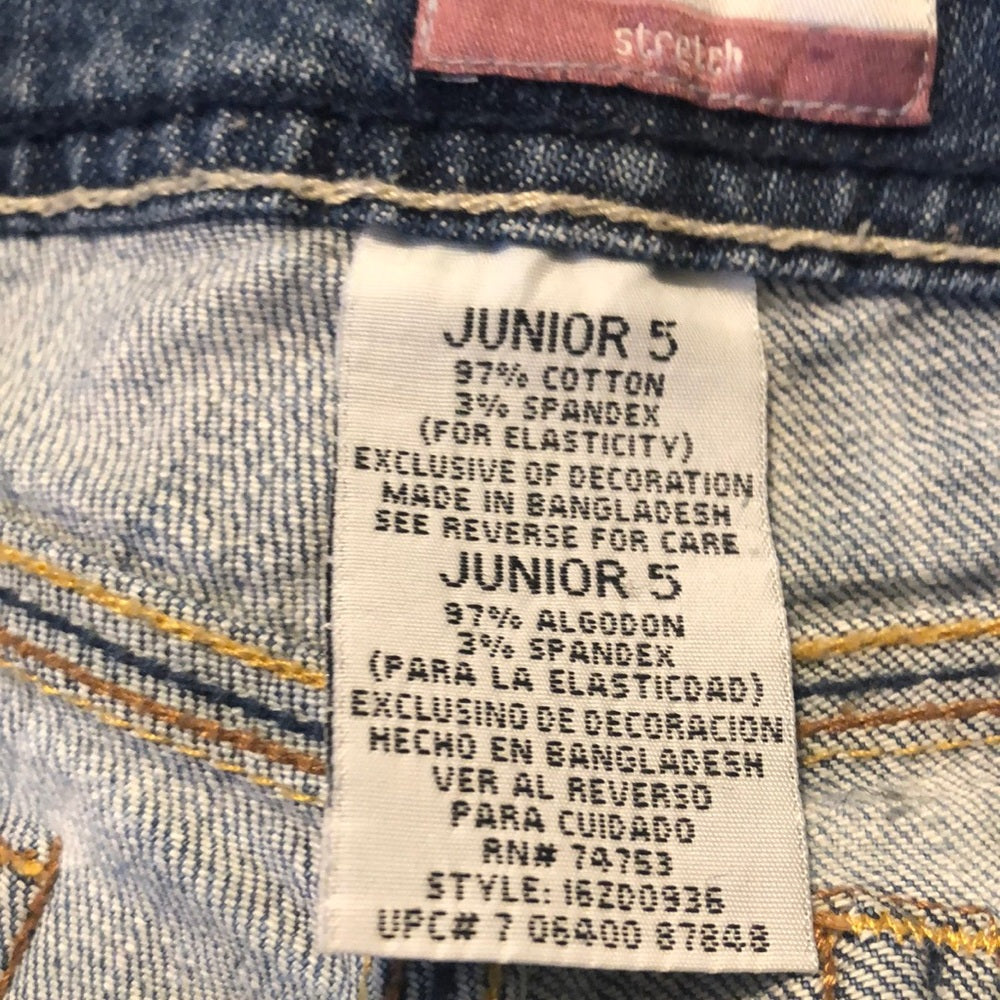 stretch
JUNIOR 5
97% COTTON
3% SPANDEX
(FOR ELASTICITY)
EXCLUSIVE OF DECORATION
MADE IN BANGLADESH
SEE REVERSE FOR CARE
JUNIOR 5
97% ALGODON
3% SPANDEX
(PARA LA ELASTICDAD)
EXCLUSINO DE DECORACION
HECHO EN BANGLADESH
VER AL REVERSO
PARA CUIDADO
RN# 74753
STYLE: 16ZD0936
UPC# 7 06400 87848